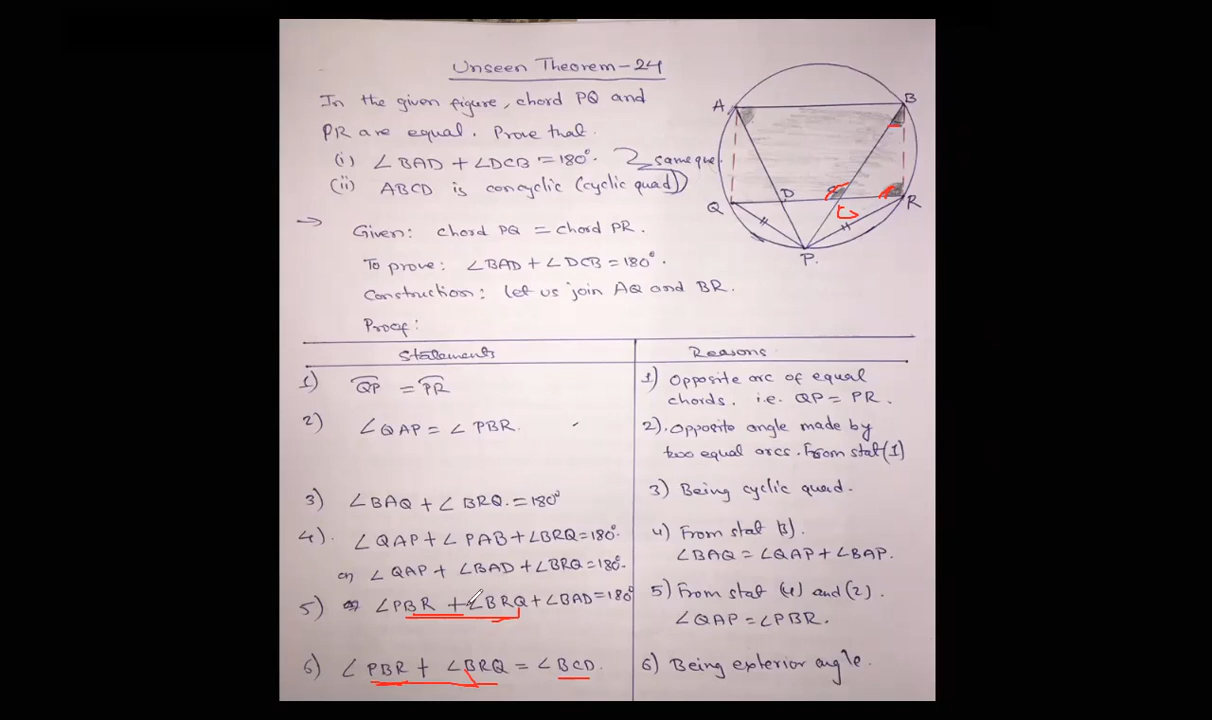 Unseen Theorem-24
In the given figure, chord PQ and
PR are equal. Prove that.
(i) ∠BAD + ∠DCB = 180°. } same que.
(ii) ABCD is concyclic (cyclic quad)
A B
Q D C R
P.
→ Given: chord PQ = chord PR.
To prove: ∠BAD + ∠DCB = 180°.
Construction: Let us join AQ and BR.
Proof:
Statements Reasons
1) QP = PR
1) Opposite arc of equal
chords. i.e. QP = PR.
2) ∠QAP = ∠PBR.
2). Opposite angle made by
two equal arcs. From stat(1)
3) ∠BAQ + ∠BRQ. = 180°
3) Being cyclic quad.
4). ∠QAP + ∠PAB + ∠BRQ = 180°.
or ∠QAP + ∠BAD + ∠BRQ = 180°.
4) From stat (3).
∠BAQ = ∠QAP + ∠BAP.
5) or ∠PBR + ∠BRQ + ∠BAD = 180°
5) From stat (4) and (2).
∠QAP = ∠PBR.
6) ∠PBR + ∠BRQ = ∠BCD.
6) Being exterior angle.